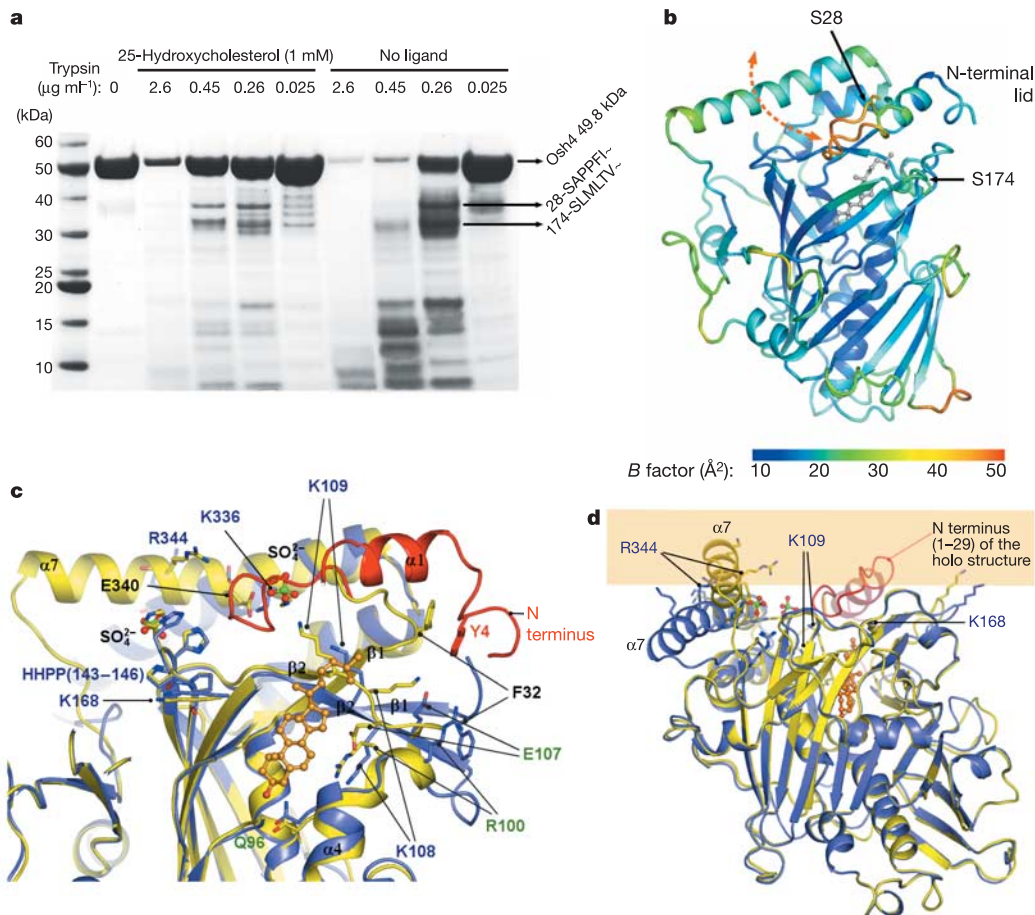 a
25-Hydroxycholesterol (1 mM) No ligand
Trypsin
(μg ml−1): 0 2.6 0.45 0.26 0.025 2.6 0.45 0.26 0.025
(kDa)
60
50
40
30
25
20
15
10
Osh4 49.8 kDa
28-SAPPFI~
174-SLMLTV~
b
S28
N-terminal
lid
S174
B factor (Å2): 10 20 30 40 50
c
K109
K336
R344
SO42−
α7
α1
E340
N
terminus
Y4
SO42−
β1
β2
HHPP(143–146)
F32
K168
β2
β1
E107
R100
Q96
α4
K108
d
α7
R344
K109
N terminus
(1–29) of the
holo structure
K168
α7